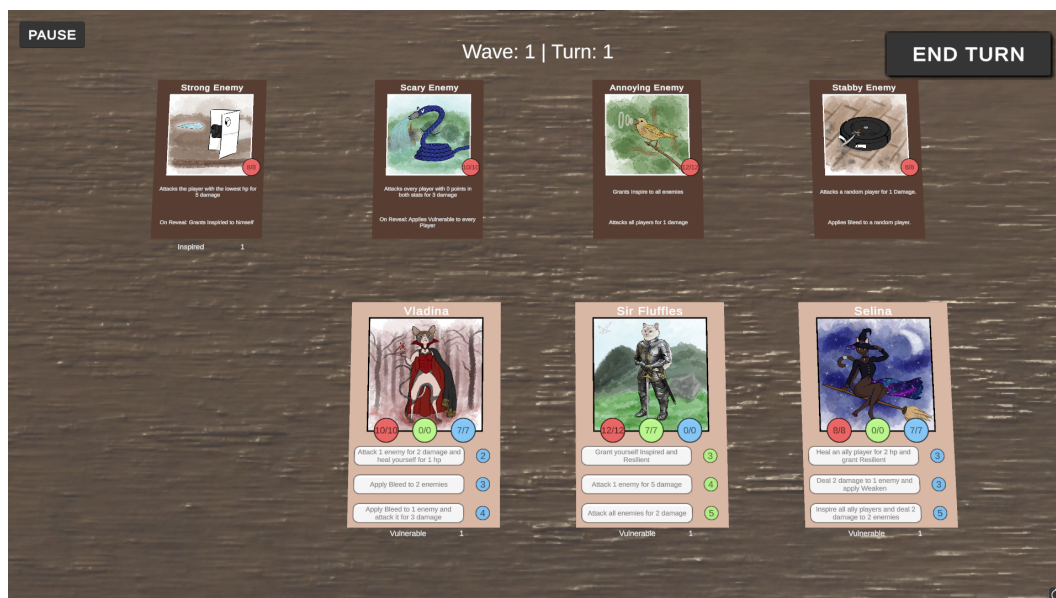 PAUSE
Wave: 1 | Turn: 1
END TURN
Strong Enemy
8/8
Attacks the player with the lowest hp for
5 damage
On Reveal: Grants Inspried to himself
Inspired 1
Scary Enemy
10/10
Attacks every player with 0 points in
both stats for 3 damage
On Reveal: Applies Vulnerable to every
Player
Annoying Enemy
12/12
Grants Inspire to all enemies
Attacks all players for 1 damage
Stabby Enemy
8/8
Attacks a random player for 1 Damage.
Applies Bleed to a random player.
Vladina
10/10 0/0 7/7
Attack 1 enemy for 2 damage and
heal yourself for 1 hp
2
Apply Bleed to 2 enemies
3
Apply Bleed to 1 enemy and
attack it for 3 damage
4
Vulnerable 1
Sir Fluffles
12/12 7/7 0/0
Grant yourself Inspired and
Resilient
3
Attack 1 enemy for 5 damage
4
Attack all enemies for 2 damage
5
Vulnerable 1
Selina
8/8 0/0 7/7
Heal an ally player for 2 hp and
grant Resilient
3
Deal 2 damage to 1 enemy and
apply Weaken
3
Inspire all ally players and deal 2
damage to 2 enemies
5
Vulnerable 1